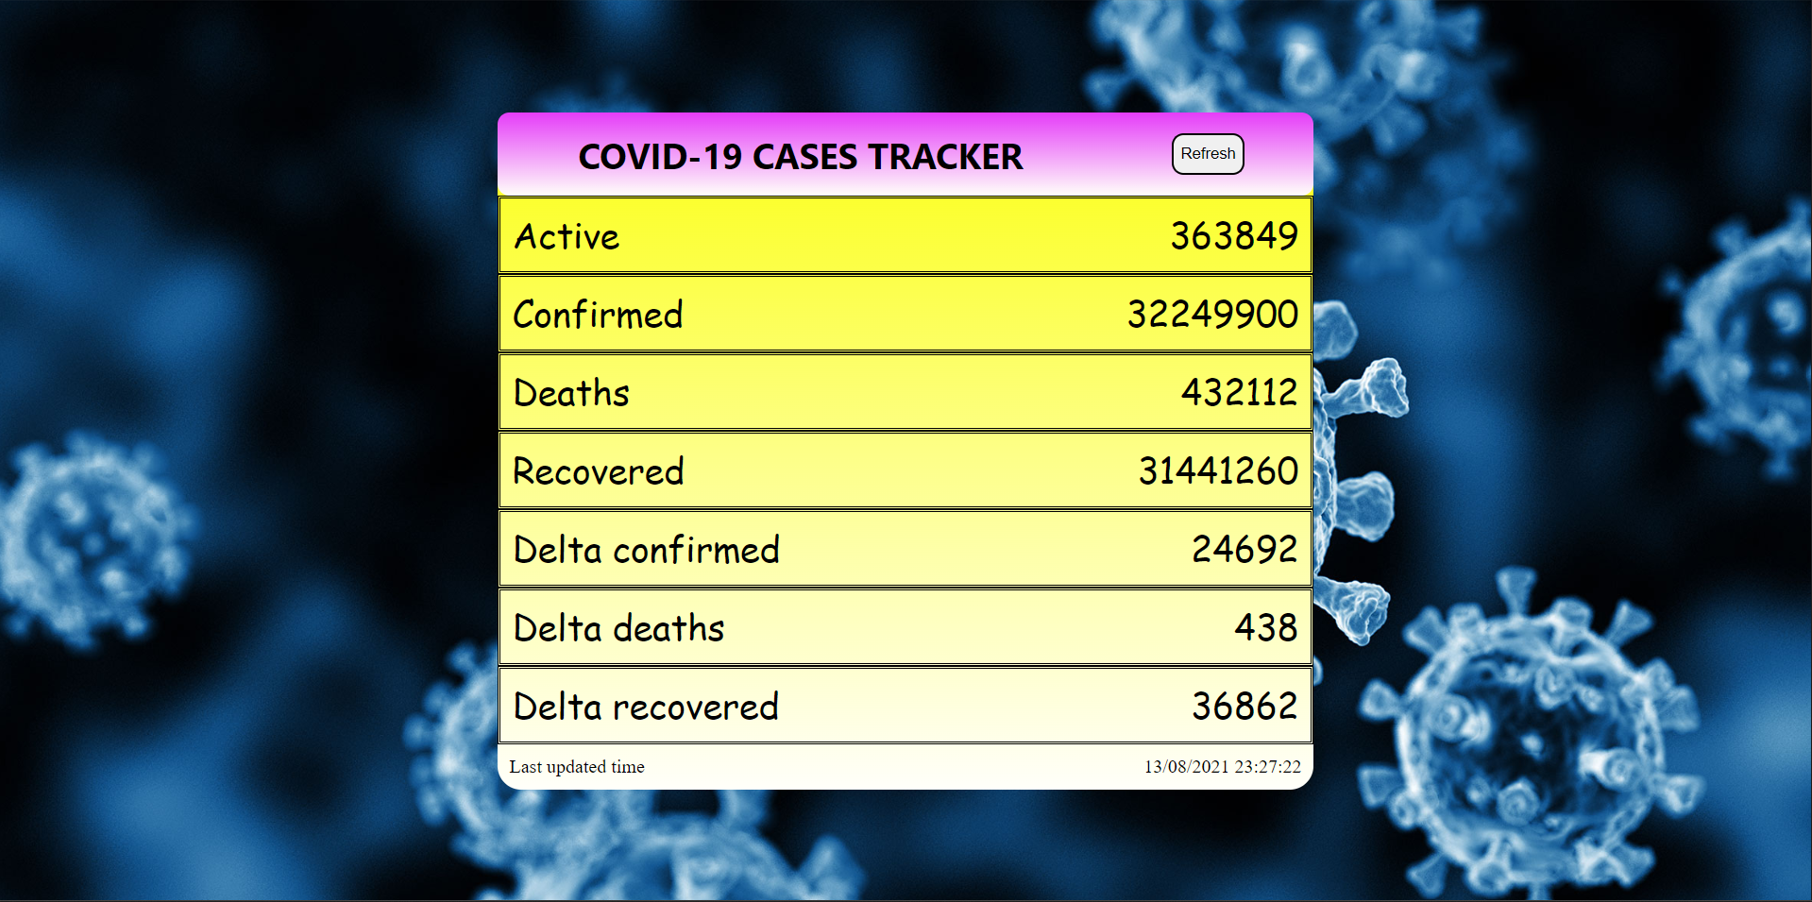 COVID-19 CASES TRACKER Refresh
Active 363849
Confirmed 32249900
Deaths 432112
Recovered 31441260
Delta confirmed 24692
Delta deaths 438
Delta recovered 36862
Last updated time 13/08/2021 23:27:22